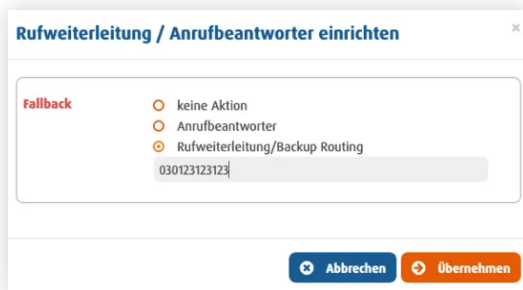 Rufweiterleitung / Anrufbeantworter einrichten
×
Fallback
keine Aktion
Anrufbeantworter
Rufweiterleitung/Backup Routing
030123123123
Abbrechen
Übernehmen